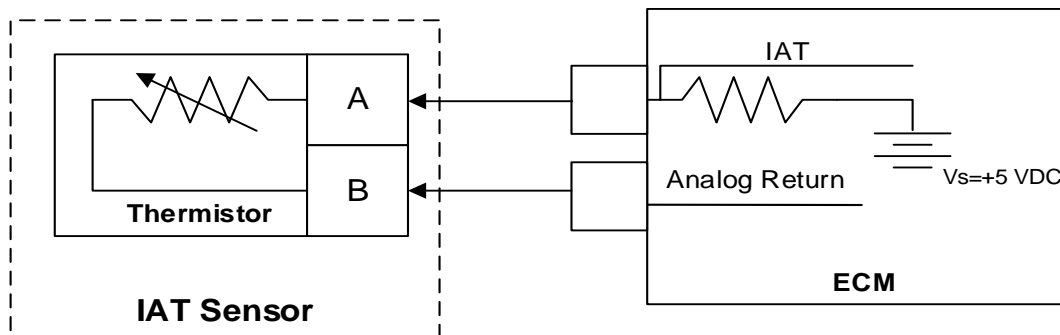 IAT
A
B
Analog Return
Vs=+5 VDC
Thermistor
ECM
IAT Sensor